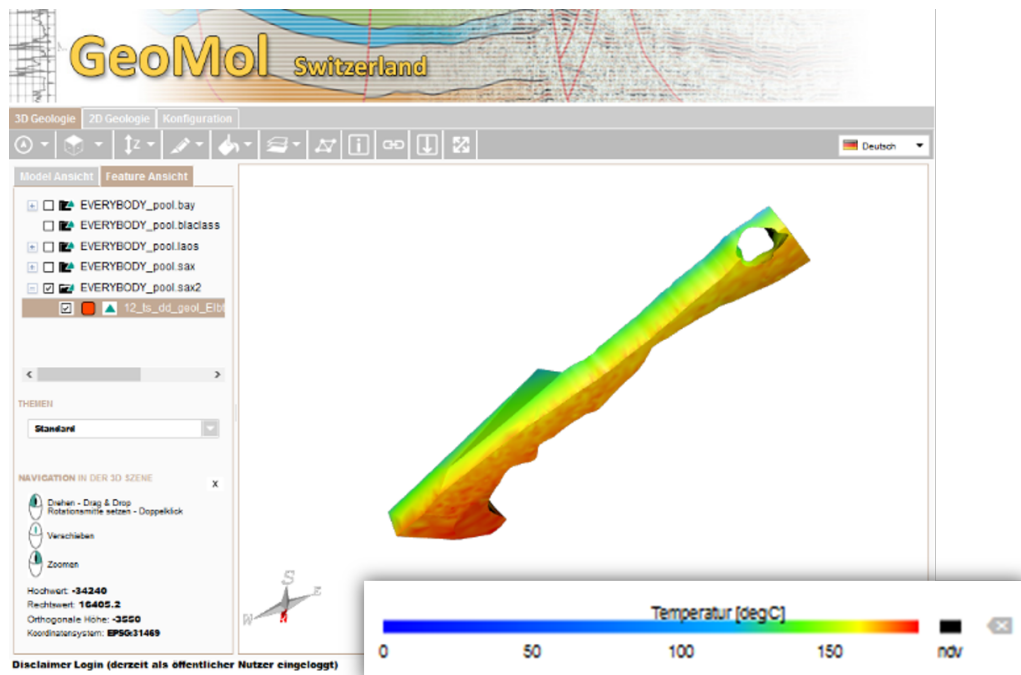 GeoMol Switzerland
3D Geologie 2D Geologie Konfiguration
Z
Deutsch
Model Ansicht Feature Ansicht
EVERYBODY_pool.bay
EVERYBODY_pool.blaclass
EVERYBODY_pool.laos
EVERYBODY_pool.sax
EVERYBODY_pool.sax2
12_ts_dd_geol_Elbt
THEMEN
Standard
NAVIGATION IN DER 3D SZENE
X
Drehen - Drag & Drop
Rotationsmitte setzen - Doppelklick
Verschieben
Zoomen
Hochwert: -34240
Rechtswert: 16405.2
Orthogonale Höhe: -3550
Koordinatensystem: EPSG:31469
S
E
W
N
Temperatur [degC]
0 50 100 150 ndv
Disclaimer Login (derzeit als öffentlicher Nutzer eingeloggt)